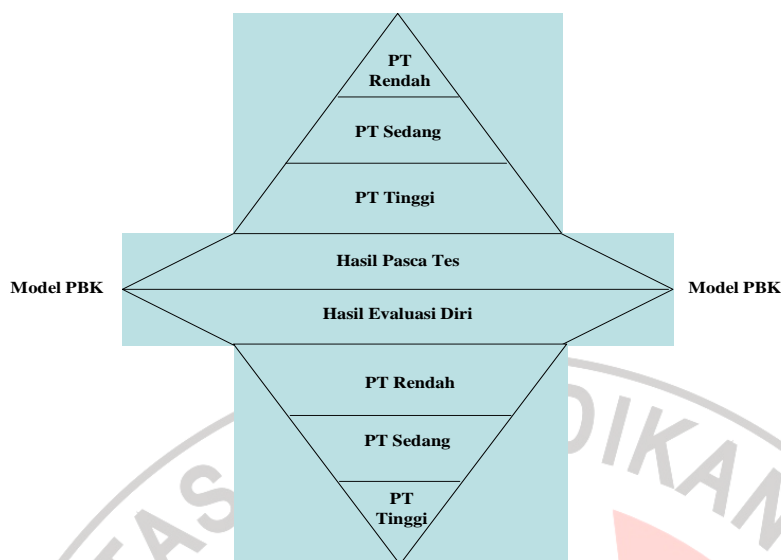 PT
Rendah
PT Sedang
PT Tinggi
Hasil Pasca Tes
Model PBK
Model PBK
Hasil Evaluasi Diri
PT Rendah
PT Sedang
PT
Tinggi